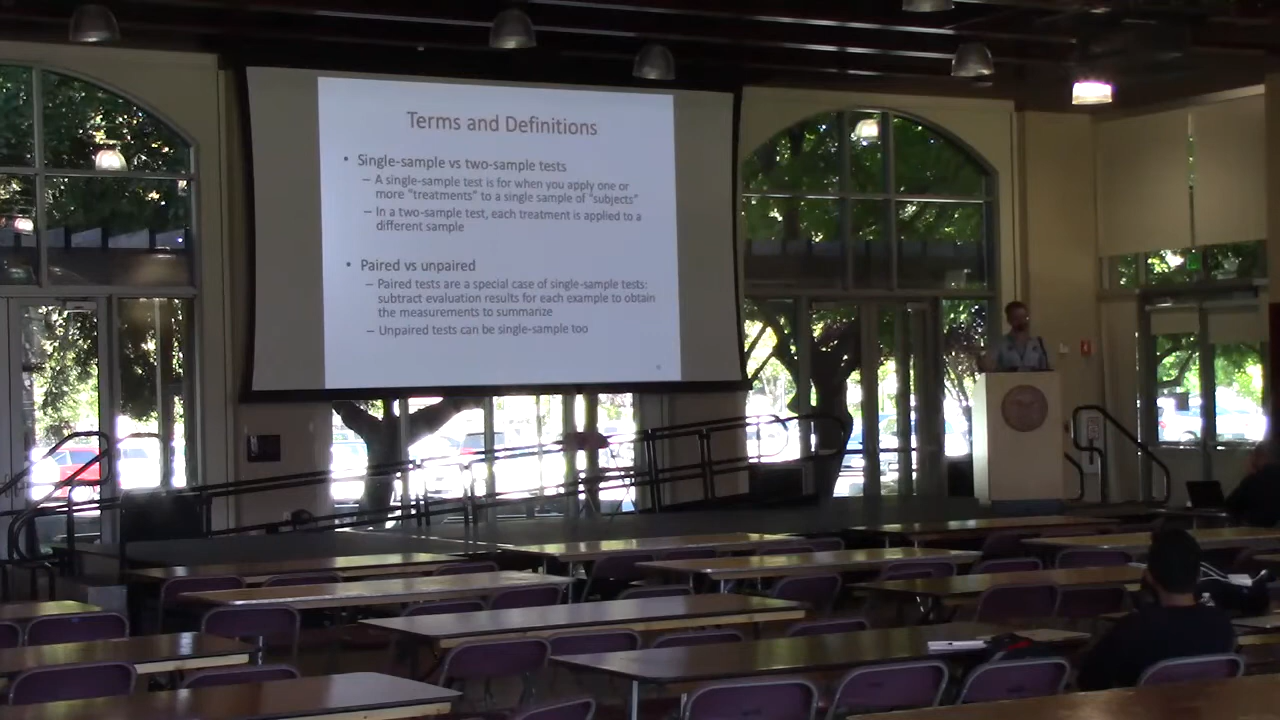 Terms and Definitions
• Single-sample vs two-sample tests
– A single-sample test is for when you apply one or
more "treatments" to a single sample of "subjects"
– In a two-sample test, each treatment is applied to a
different sample
• Paired vs unpaired
– Paired tests are a special case of single-sample tests:
subtract evaluation results for each example to obtain
the measurements to summarize
– Unpaired tests can be single-sample too